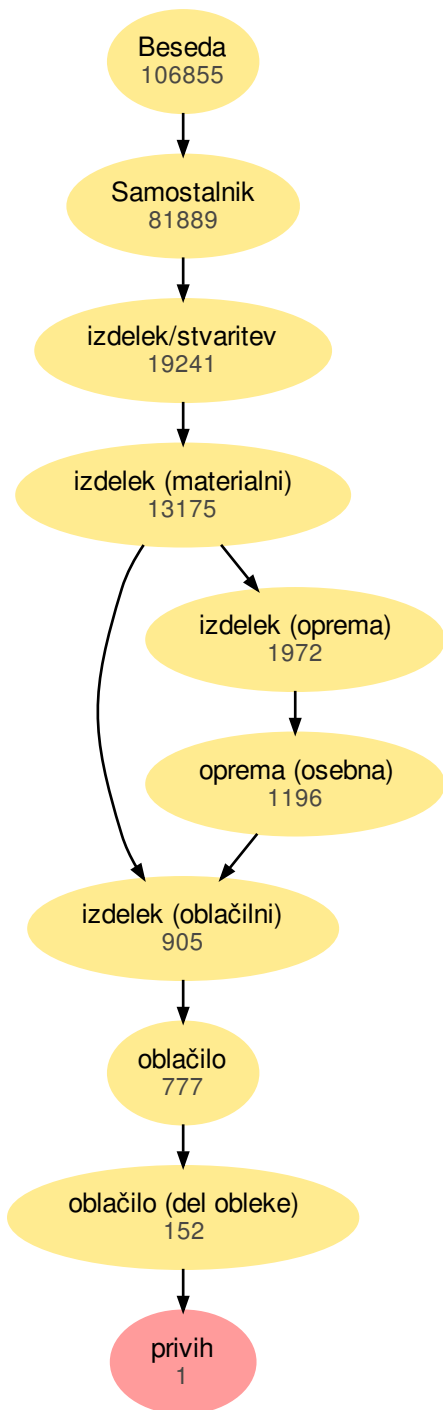 Beseda
106855
Samostalnik
81889
izdelek/stvaritev
19241
izdelek (materialni)
13175
izdelek (oprema)
1972
oprema (osebna)
1196
izdelek (oblačilni)
905
oblačilo
777
oblačilo (del obleke)
152
privih
1